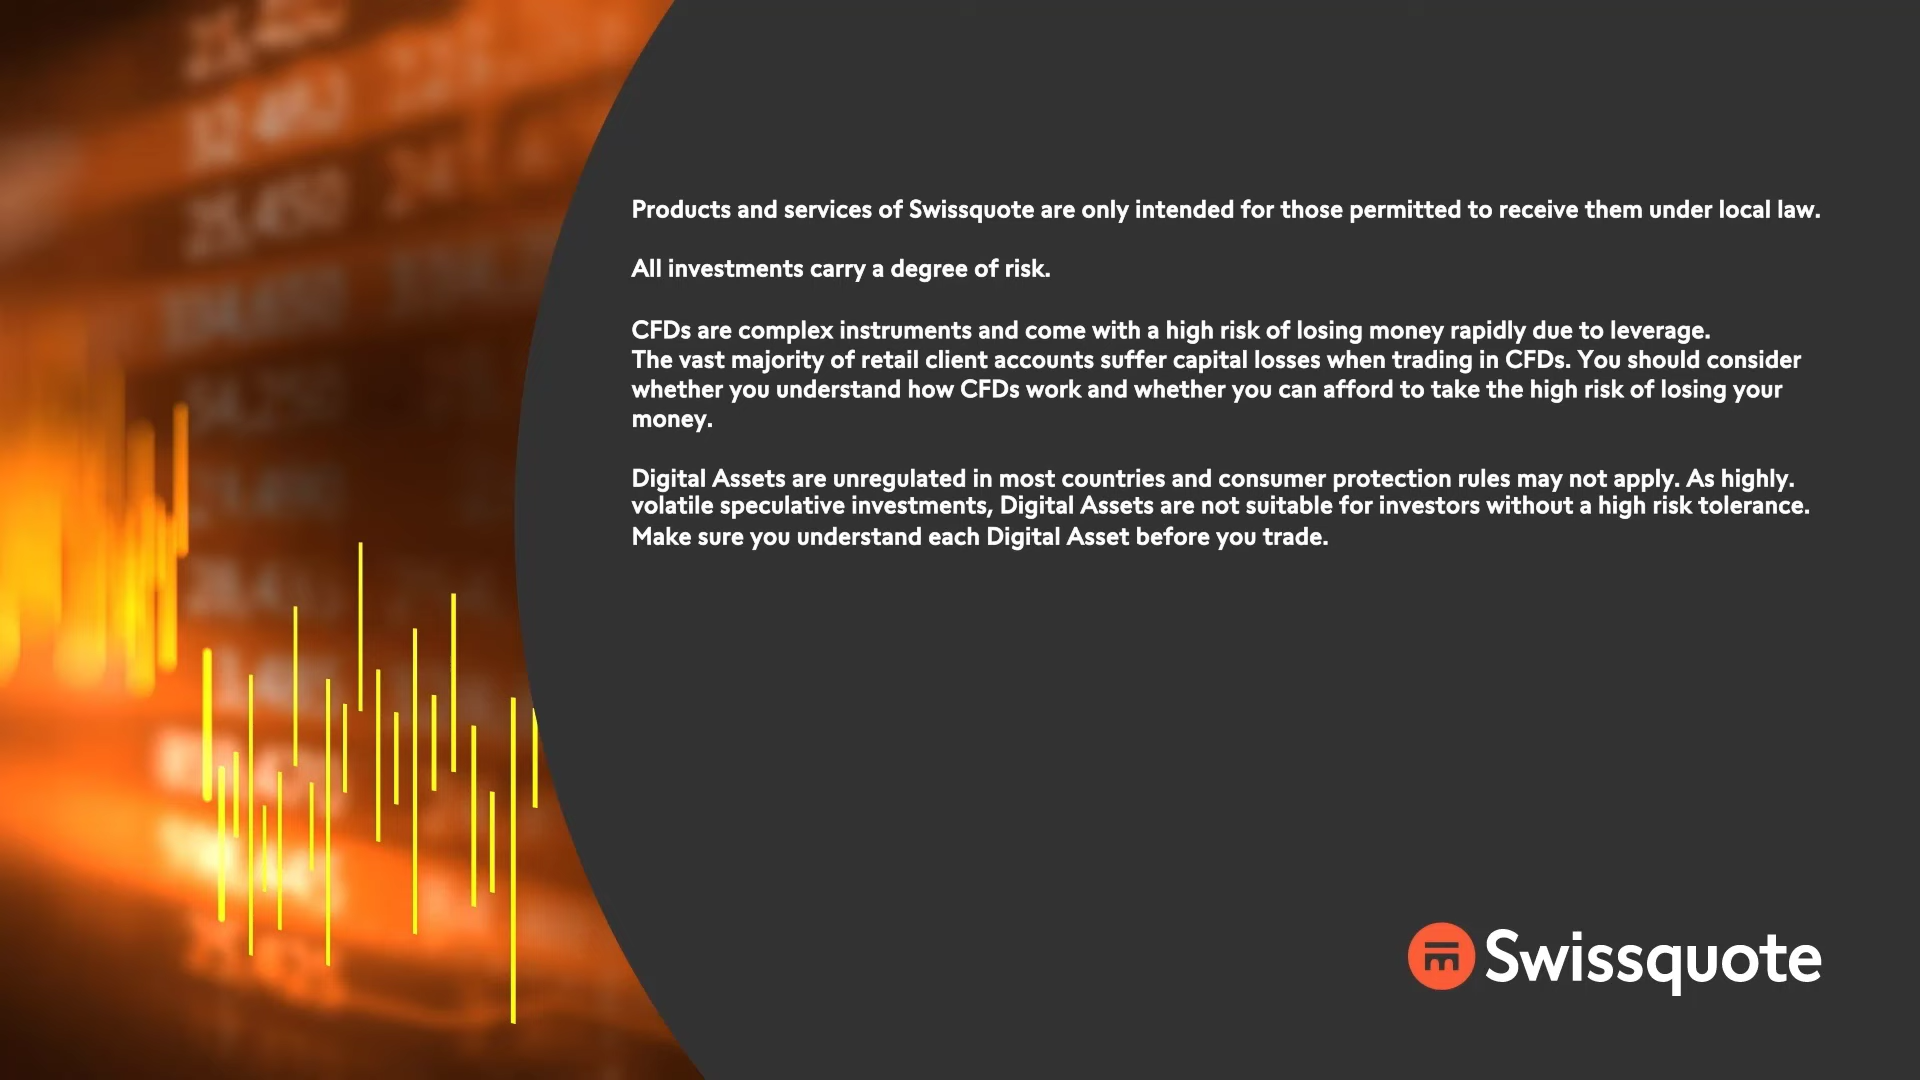 Products and services of Swissquote are only intended for those permitted to receive them under local law.
All investments carry a degree of risk.
CFDs are complex instruments and come with a high risk of losing money rapidly due to leverage.
The vast majority of retail client accounts suffer capital losses when trading in CFDs. You should consider
whether you understand how CFDs work and whether you can afford to take the high risk of losing your
money.
Digital Assets are unregulated in most countries and consumer protection rules may not apply. As highly.
volatile speculative investments, Digital Assets are not suitable for investors without a high risk tolerance.
Make sure you understand each Digital Asset before you trade.
Swissquote